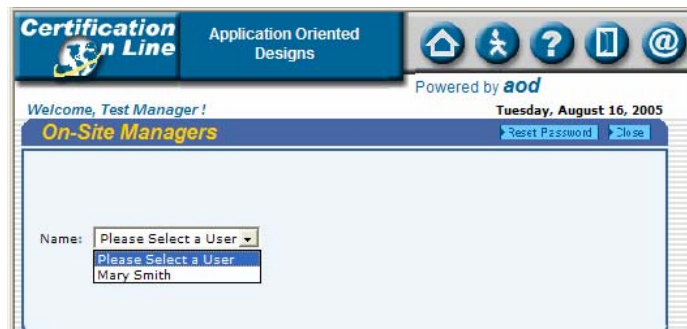 Certification
On Line
Application Oriented
Designs
?
@
Powered by aod
Welcome, Test Manager!
Tuesday, August 16, 2005
On-Site Managers
Reset Password
Close
Name:
Please Select a User
Please Select a User
Mary Smith